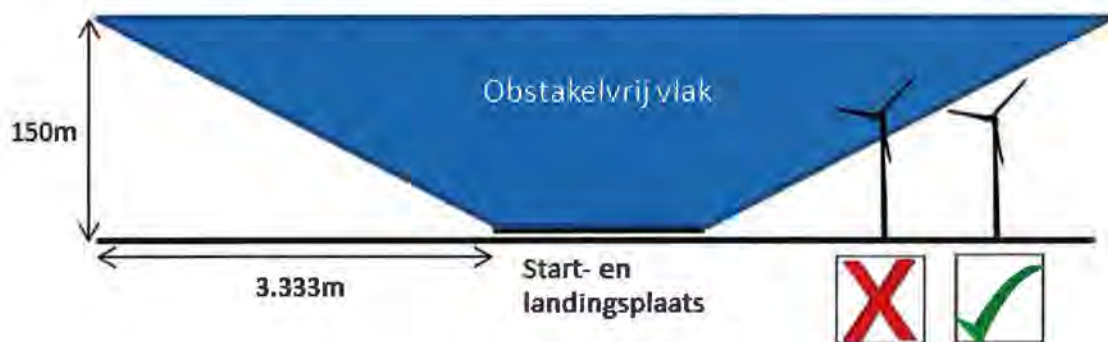 Obstakelvrij vlak
150m
3.333m
Start- en
landingsplaats